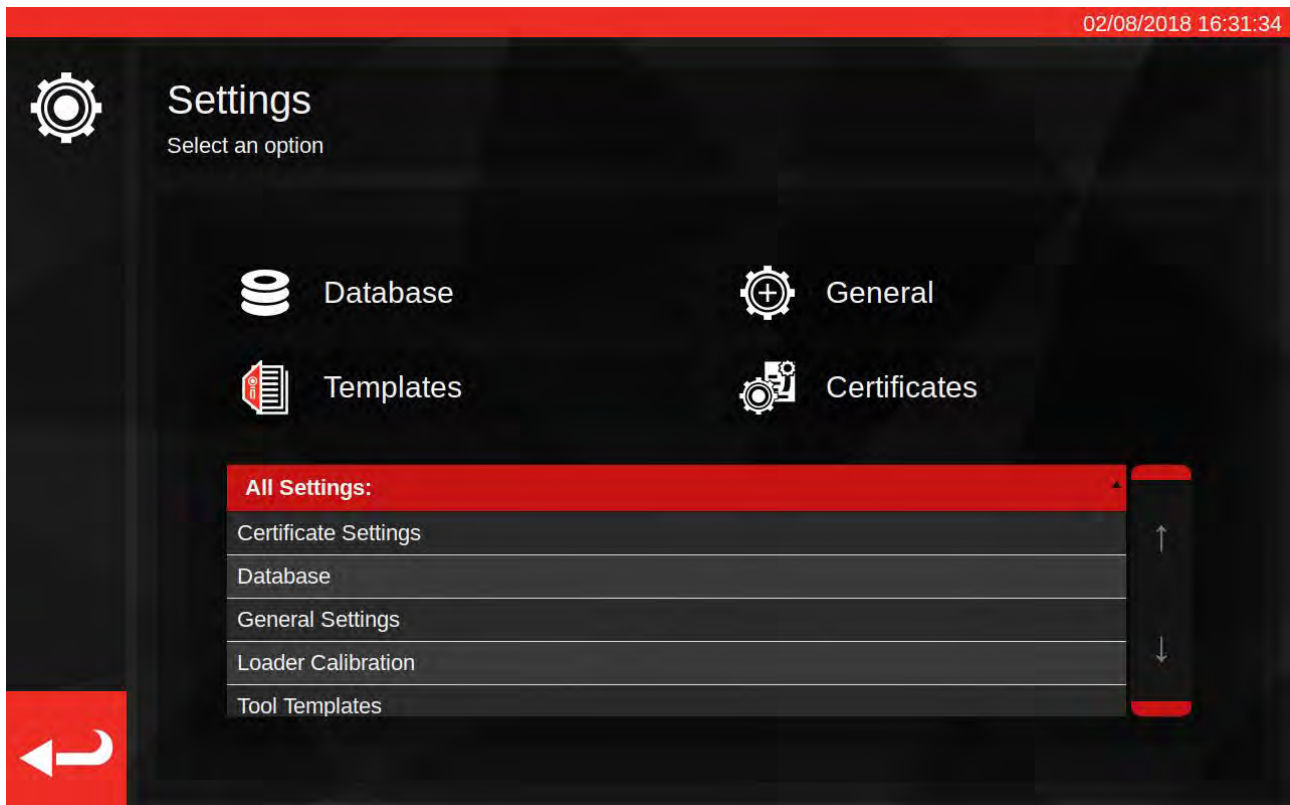 02/08/2018 16:31:34
Settings
Select an option
Database
General
Templates
Certificates
All Settings:
Certificate Settings
Database
General Settings
Loader Calibration
Tool Templates